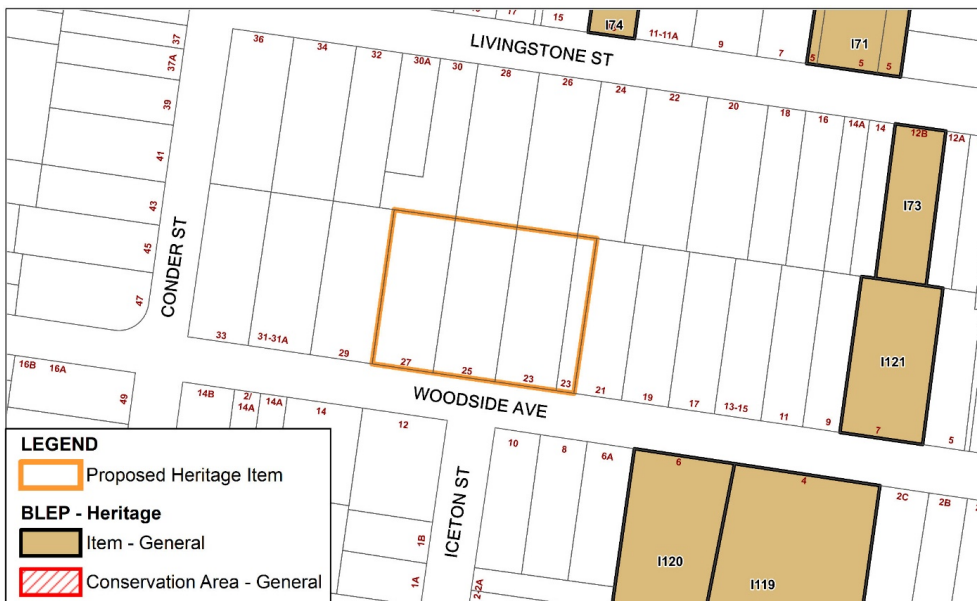 17
15
I74
11-11A
9
7
5
I71
5
5
37
37A
39
41
43
45
47
36
34
32
30A
30
28
26
24
22
20
18
16
14A
14
12B
12A
LIVINGSTONE ST
I73
CONDER ST
33
31-31A
29
27
25
23
23
21
19
17
13-15
11
9
7
5
I121
WOODSIDE AVE
16B
16A
49
14B
2/
14A
14A
14
12
10
8
6A
6
4
2C
2B
ICETON ST
1B
1A
2-2A
I120
I119
LEGEND
Proposed Heritage Item
BLEP - Heritage
Item - General
Conservation Area - General